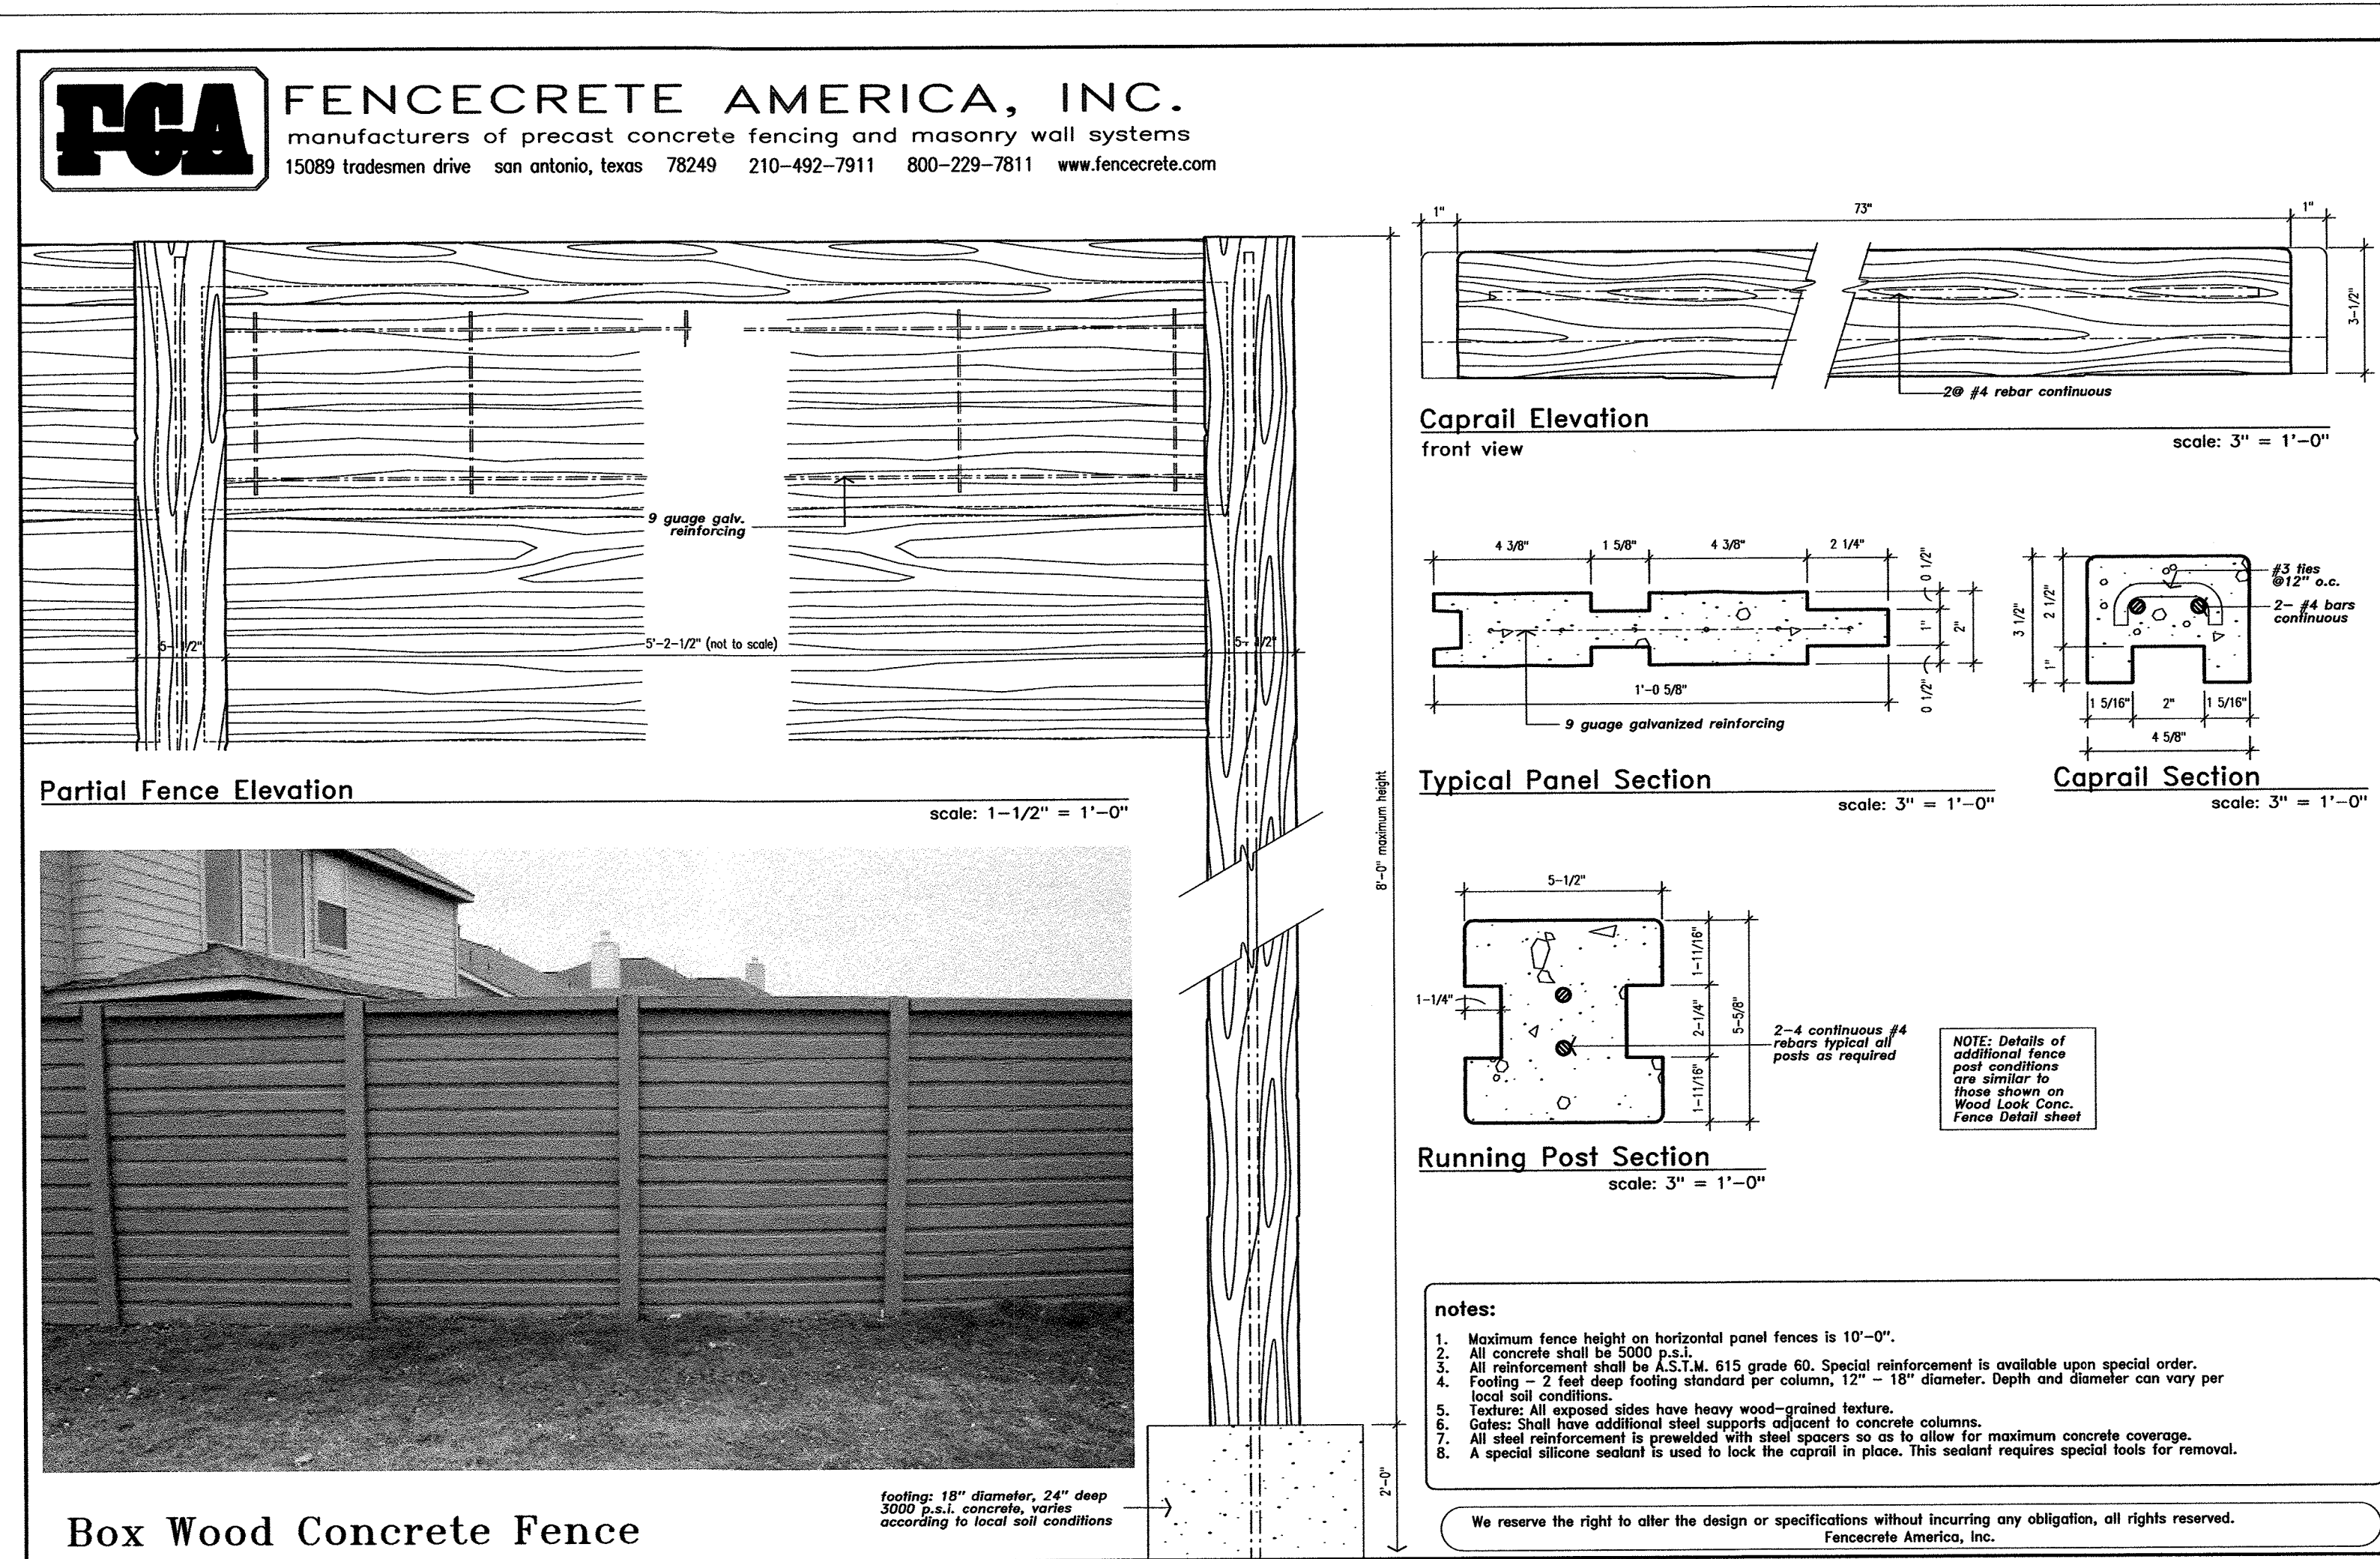 FCA
FENCECRETE AMERICA, INC.
manufacturers of precast concrete fencing and masonry wall systems
15089 tradesmen drive san antonio, texas 78249 210-492-7911 800-229-7811 www.fencecrete.com
9 guage galv.
reinforcing
5-1/2"
5'-2-1/2" (not to scale)
5-1/2"
Partial Fence Elevation
scale: 1-1/2" = 1'-0"
8'-0" maximum height
2'-0"
footing: 18" diameter, 24" deep
3000 p.s.i. concrete, varies
according to local soil conditions
Box Wood Concrete Fence
1"
73"
1"
3-1/2"
2@ #4 rebar continuous
Caprail Elevation
front view
scale: 3" = 1'-0"
4 3/8"
1 5/8"
4 3/8"
2 1/4"
0 1/2"
1"
2"
0 1/2"
1'-0 5/8"
9 guage galvanized reinforcing
Typical Panel Section
scale: 3" = 1'-0"
3 1/2"
2 1/2"
1"
#3 ties
@12" o.c.
2- #4 bars
continuous
1 5/16"
2"
1 5/16"
4 5/8"
Caprail Section
scale: 3" = 1'-0"
5-1/2"
1-1/4"
1-11/16"
2-1/4"
1-11/16"
5-5/8"
2-4 continuous #4
rebars typical all
posts as required
Running Post Section
scale: 3" = 1'-0"
NOTE: Details of
additional fence
post conditions
are similar to
those shown on
Wood Look Conc.
Fence Detail sheet
notes:
1. Maximum fence height on horizontal panel fences is 10'-0".
2. All concrete shall be 5000 p.s.i.
3. All reinforcement shall be A.S.T.M. 615 grade 60. Special reinforcement is available upon special order.
4. Footing - 2 feet deep footing standard per column, 12" - 18" diameter. Depth and diameter can vary per
local soil conditions.
5. Texture: All exposed sides have heavy wood-grained texture.
6. Gates: Shall have additional steel supports adjacent to concrete columns.
7. All steel reinforcement is prewelded with steel spacers so as to allow for maximum concrete coverage.
8. A special silicone sealant is used to lock the caprail in place. This sealant requires special tools for removal.
We reserve the right to alter the design or specifications without incurring any obligation, all rights reserved.
Fencecrete America, Inc.